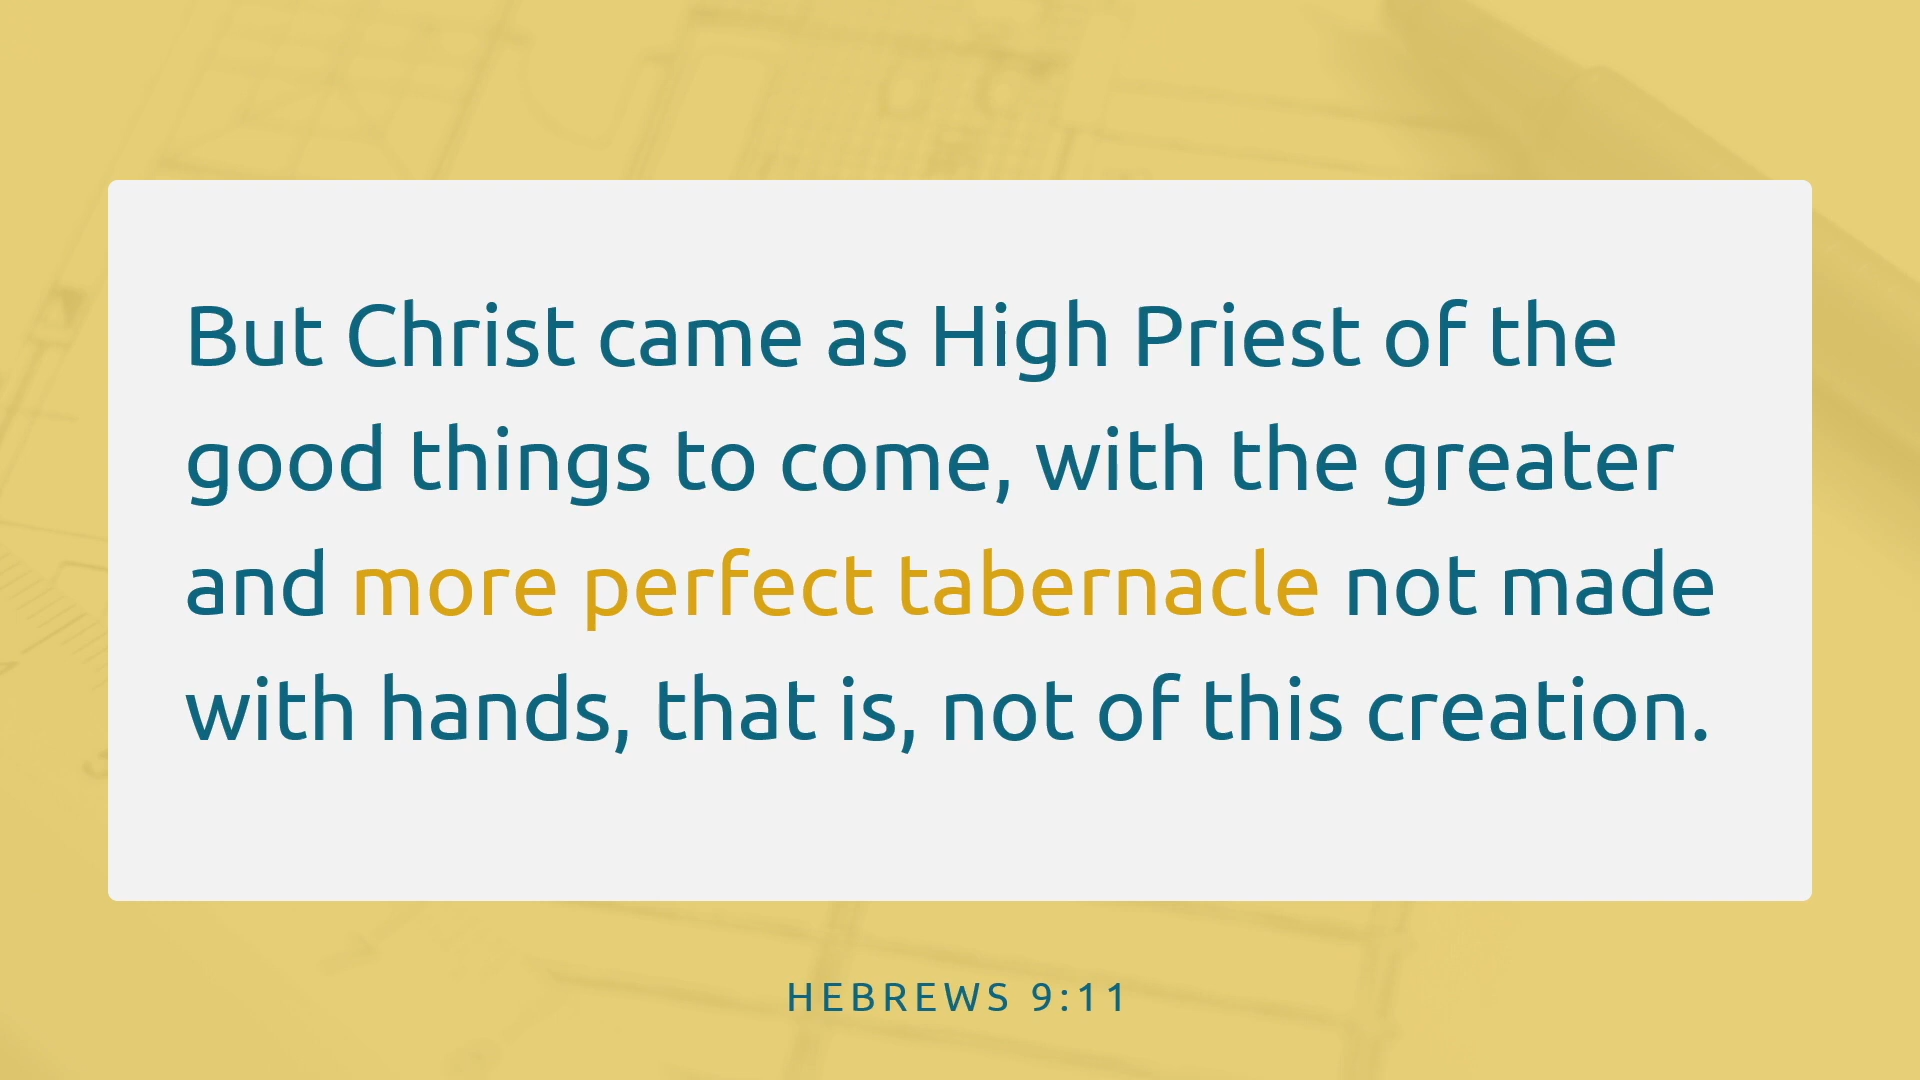 But Christ came as High Priest of the
good things to come, with the greater
and more perfect tabernacle not made
with hands, that is, not of this creation.
HEBREWS 9:11